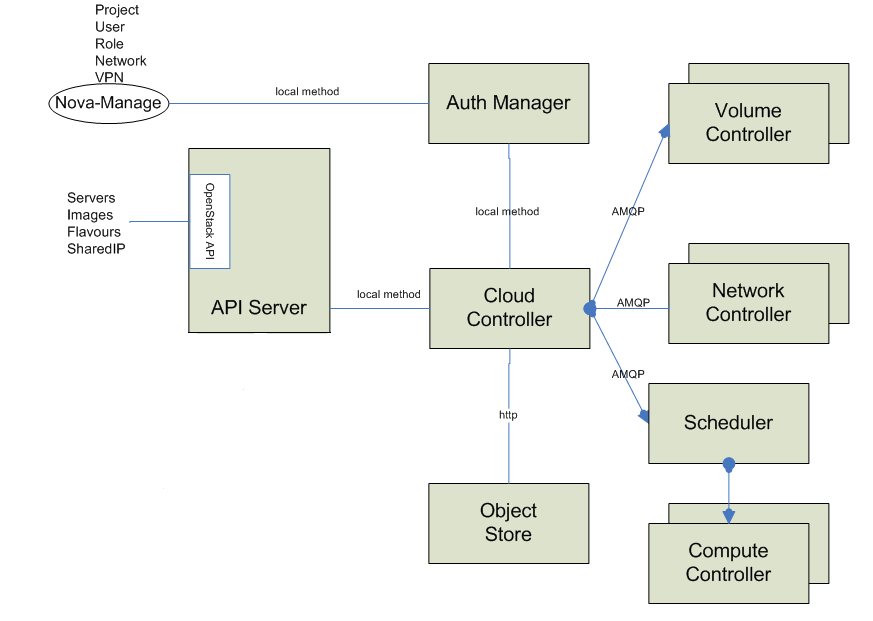 Project
User
Role
Network
VPN
Nova-Manage
local method
Auth Manager
Volume
Controller
OpenStack API
Servers
Images
Flavours
SharedIP
API Server
local method
local method
Cloud
Controller
AMQP
AMQP
Network
Controller
AMQP
Scheduler
http
Object
Store
Compute
Controller